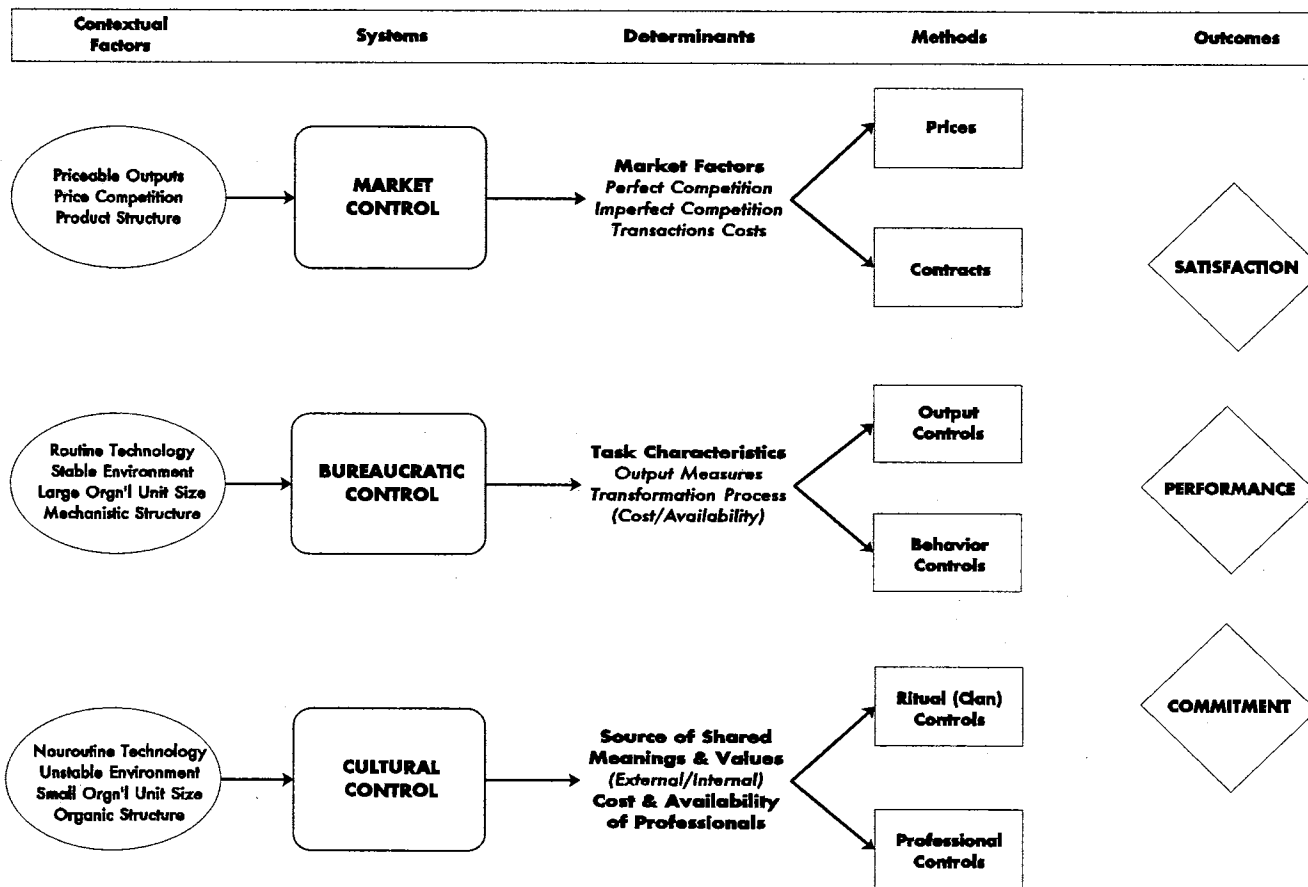 Contextual
Factors
Systems
Determinants
Methods
Outcomes
Priceable Outputs
Price Competition
Product Structure
MARKET
CONTROL
Market Factors
Perfect Competition
Imperfect Competition
Transactions Costs
Prices
Contracts
SATISFACTION
Routine Technology
Stable Environment
Large Orgn'l Unit Size
Mechanistic Structure
BUREAUCRATIC
CONTROL
Task Characteristics
Output Measures
Transformation Process
(Cost/Availability)
Output
Controls
Behavior
Controls
PERFORMANCE
Nouroutine Technology
Unstable Environment
Small Orgn'l Unit Size
Organic Structure
CULTURAL
CONTROL
Source of Shared
Meanings & Values
(External/Internal)
Cost & Availability
of Professionals
Ritual (Clan)
Controls
Professional
Controls
COMMITMENT